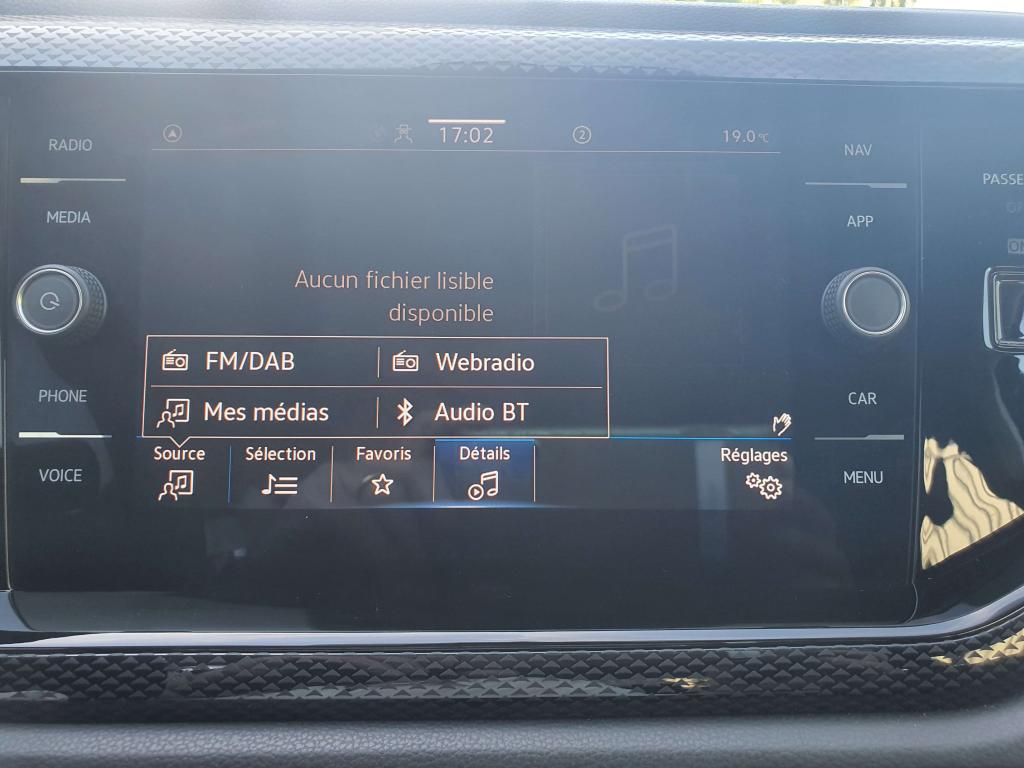 RADIO
MEDIA
PHONE
VOICE
17:02
2
19.0°C
Aucun fichier lisible
disponible
FM/DAB
Webradio
Mes médias
Audio BT
Source
Sélection
Favoris
Détails
Réglages
NAV
APP
CAR
MENU
PASSE